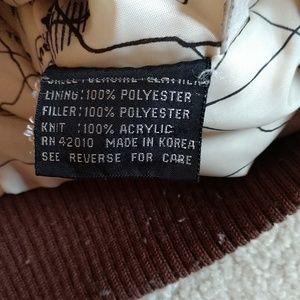 LINING: 100% POLYESTER
FILLER: 100% POLYESTER
KNIT : 100% ACRYLIC
RN 42010 MADE IN KOREA
SEE REVERSE FOR CARE